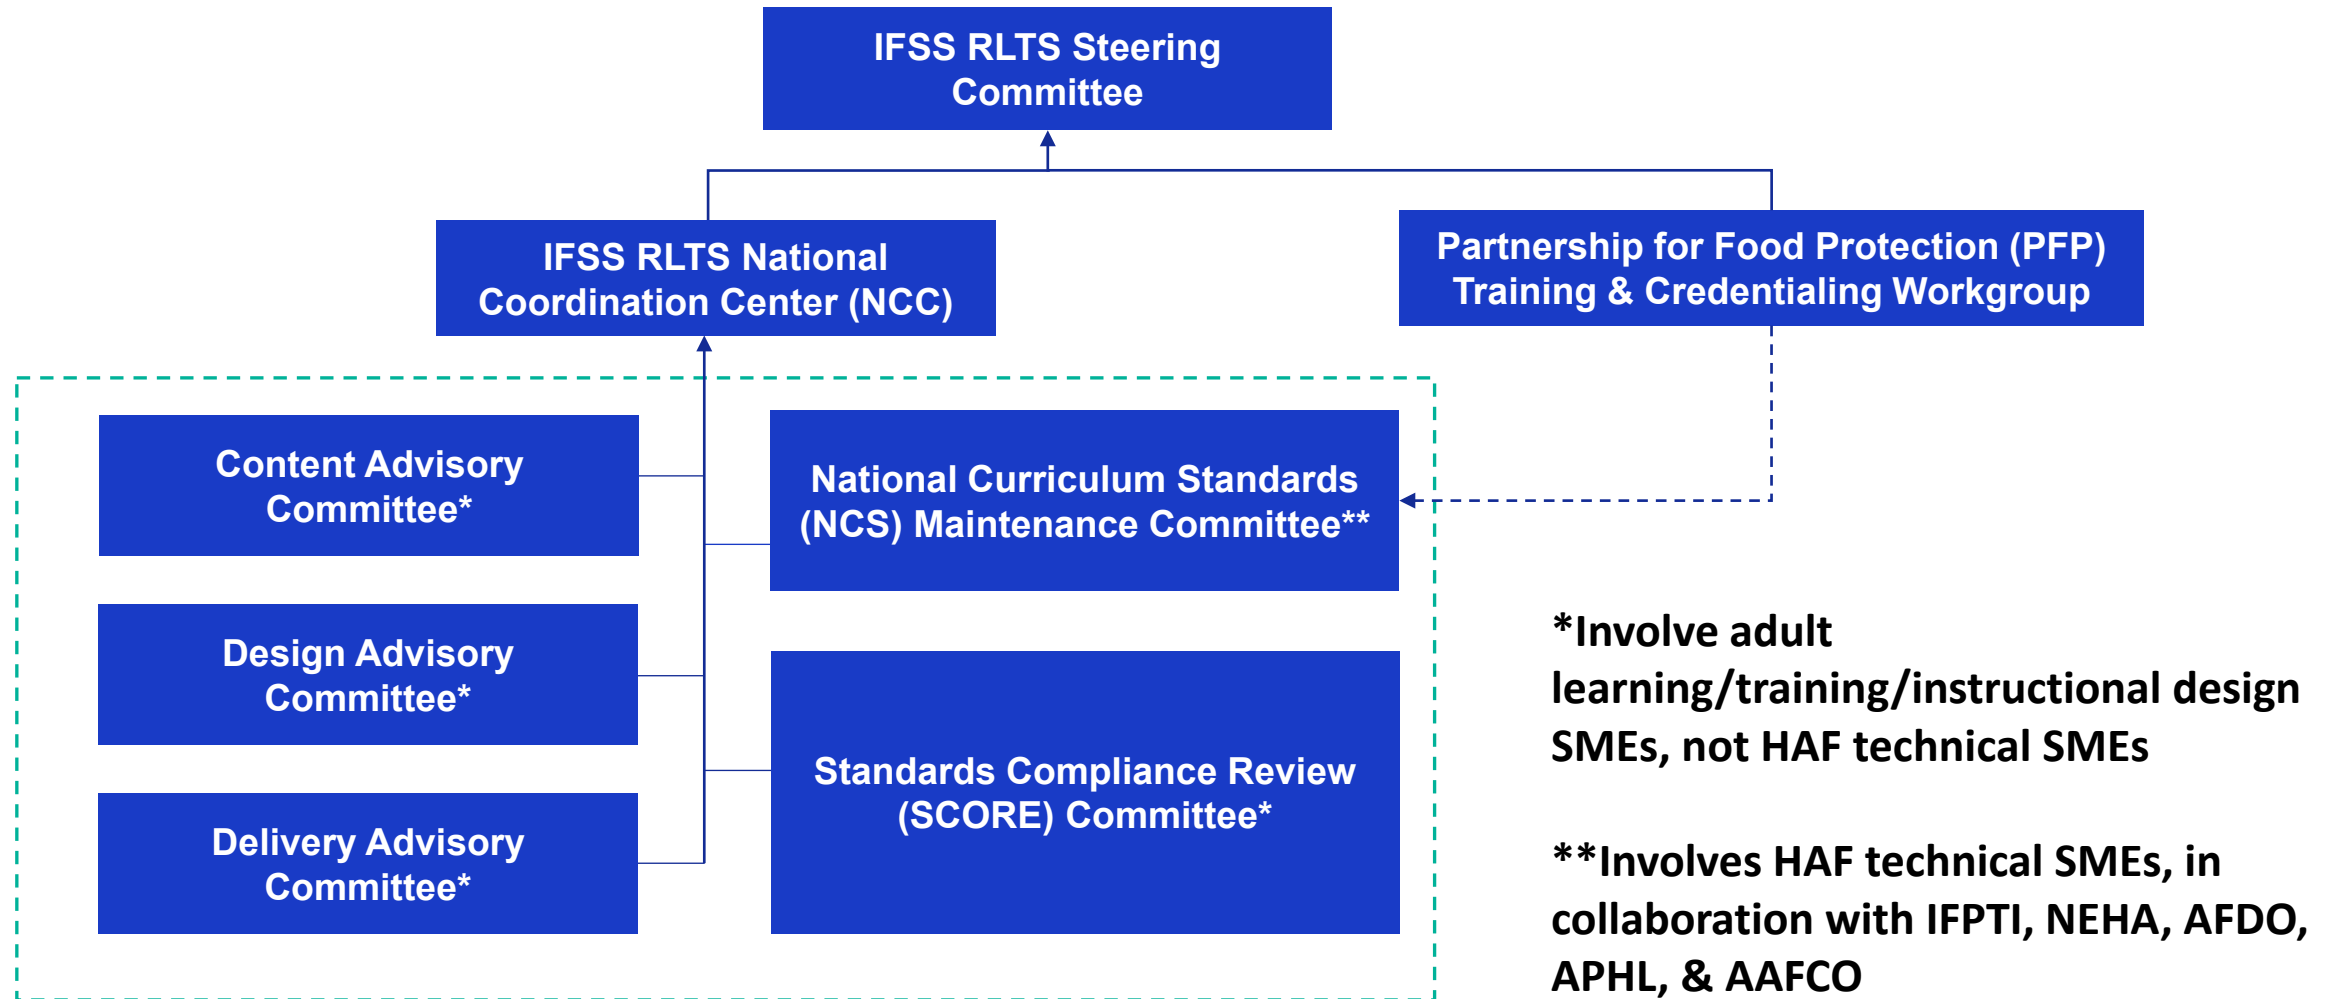 IFSS RLTS Steering
Committee
IFSS RLTS National
Coordination Center (NCC)
Partnership for Food Protection (PFP)
Training & Credentialing Workgroup
Content Advisory
Committee*
National Curriculum Standards
(NCS) Maintenance Committee**
Design Advisory
Committee*
Standards Compliance Review
(SCORE) Committee*
Delivery Advisory
Committee*
*Involve adult
learning/training/instructional design
SMEs, not HAF technical SMEs
**Involves HAF technical SMEs, in
collaboration with IFPTI, NEHA, AFDO,
APHL, & AAFCO